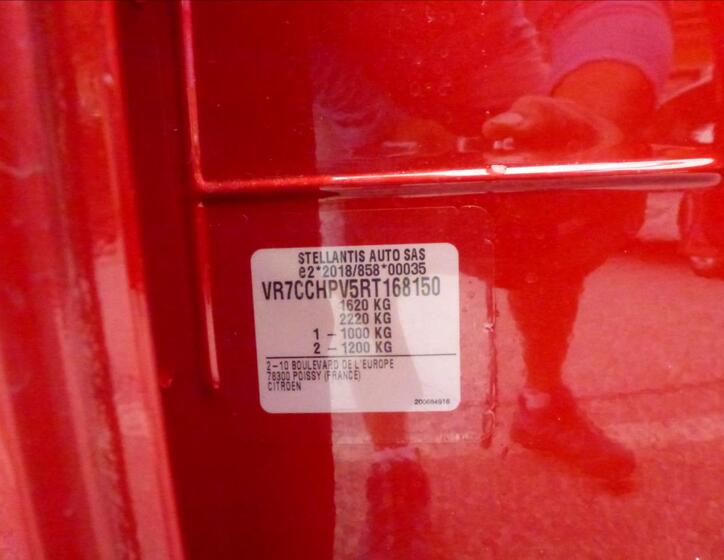 STELLANTIS AUTO SAS
e2*2018/858*00035
VR7CCHPV5RT168150
1620 KG
2220 KG
1 – 1000 KG
2 – 1200 KG
2–10 BOULEVARD DE L'EUROPE
78300 POISSY (FRANCE)
CITROEN
200684916